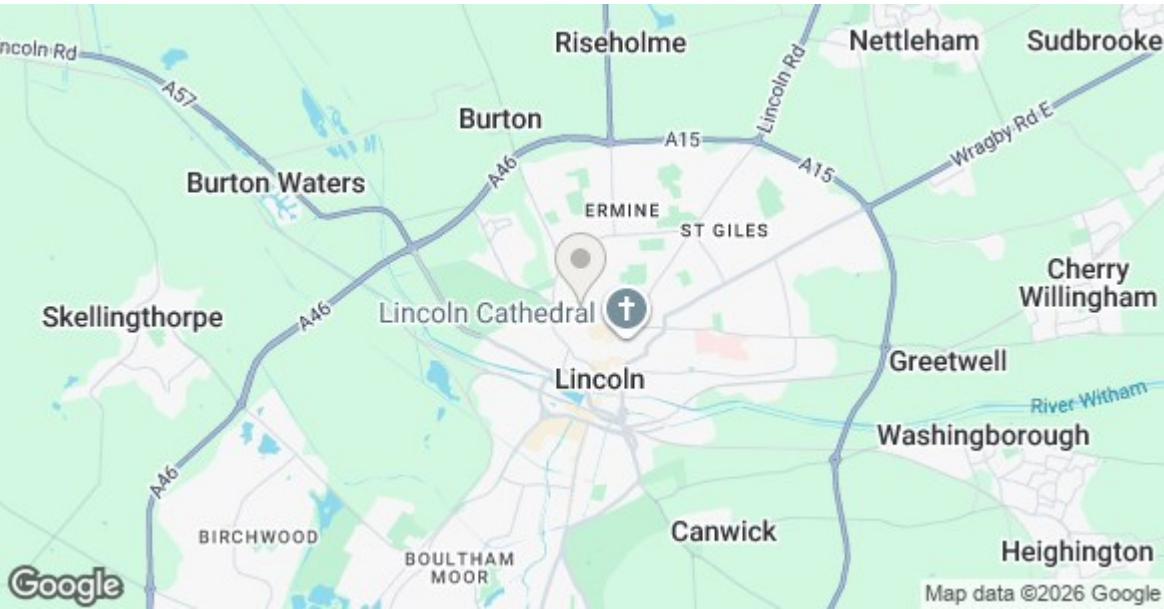 Riseholme
Nettleham
Sudbrooke
ncoln Rd
Lincoln Rd
A57
Burton
A15
Wragby Rd E
A46
A15
Burton Waters
ERMINE
ST GILES
Cherry
Willingham
Skellingthorpe
A46
Lincoln Cathedral
Greetwell
Lincoln
River Witham
Washingborough
A46
BIRCHWOOD
Canwick
BOULTHAM
MOOR
Heighington
Google
Map data ©2026 Google